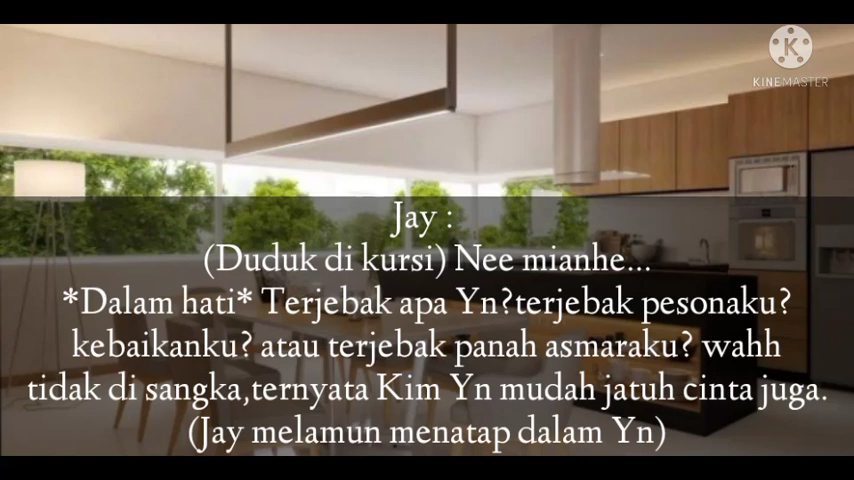 KINEMASTER
Jay :
(Duduk di kursi) Nee mianhe...
*Dalam hati* Terjebak apa Yn?terjebak pesonaku?
kebaikanku? atau terjebak panah asmaraku? wahh
tidak di sangka,ternyata Kim Yn mudah jatuh cinta juga.
(Jay melamun menatap dalam Yn)